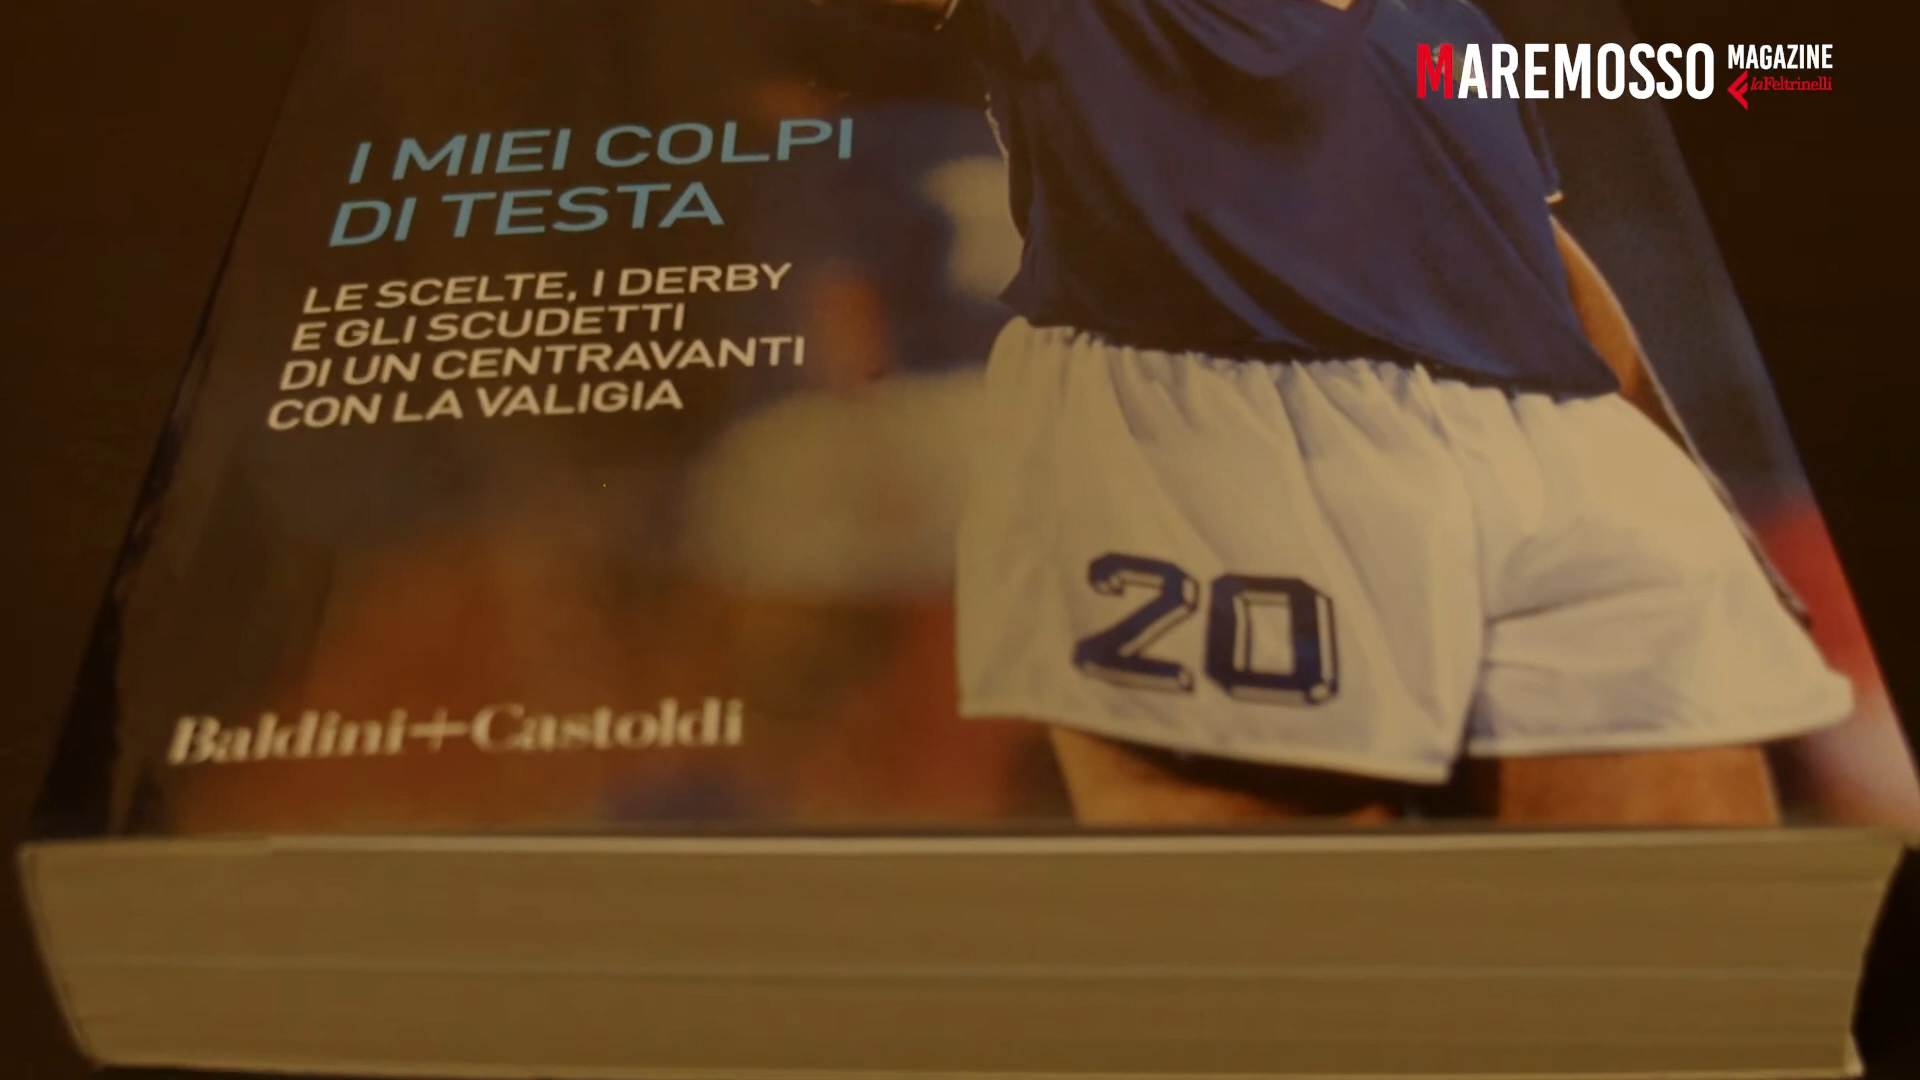 MAREMOSSO MAGAZINE
laFeltrinelli
I MIEI COLPI
DI TESTA
LE SCELTE, I DERBY
E GLI SCUDETTI
DI UN CENTRAVANTI
CON LA VALIGIA
20
Baldini+Castoldi